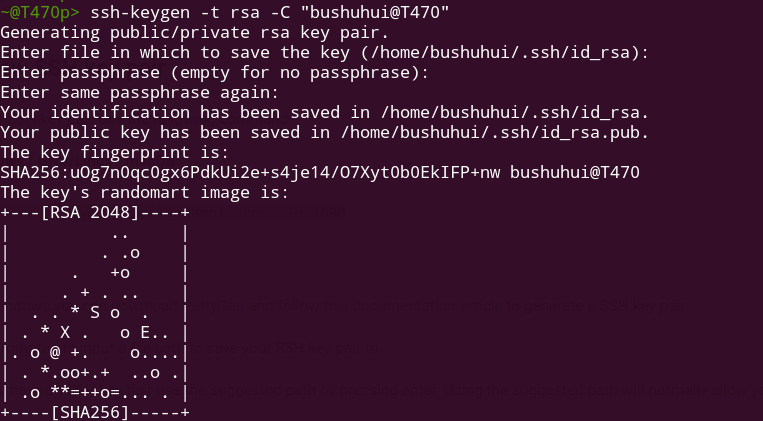 ~@T470p> ssh-keygen -t rsa -C "bushuhui@T470"
Generating public/private rsa key pair.
Enter file in which to save the key (/home/bushuhui/.ssh/id_rsa):
Enter passphrase (empty for no passphrase):
Enter same passphrase again:
Your identification has been saved in /home/bushuhui/.ssh/id_rsa.
Your public key has been saved in /home/bushuhui/.ssh/id_rsa.pub.
The key fingerprint is:
SHA256:uOg7nOqcOgx6PdkUi2e+s4je14/O7Xyt0b0EkIFP+nw bushuhui@T470
The key's randomart image is:
+---[RSA 2048]----+
|          ..     |
|         . .o    |
|      .   +o     |
|     . + . ..    |
|  . . * S o  .   |
| . * X .   o E.. |
|. o @ +.    o....|
| . *.oo+.+  ..o .|
| .o **=++o=... . |
+----[SHA256]-----+